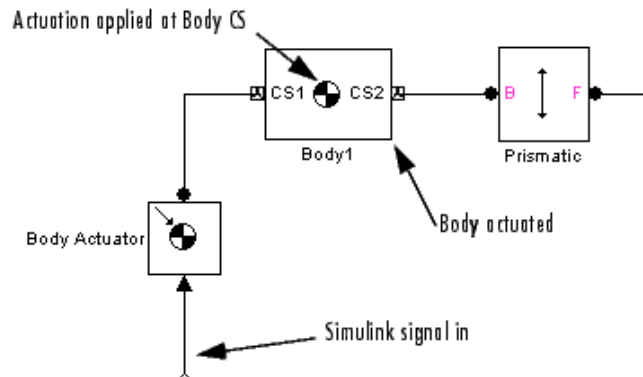 Actuation applied at Body CS
CS1 CS2
B F
Body1
Prismatic
Body actuated
Body Actuator
Simulink signal in